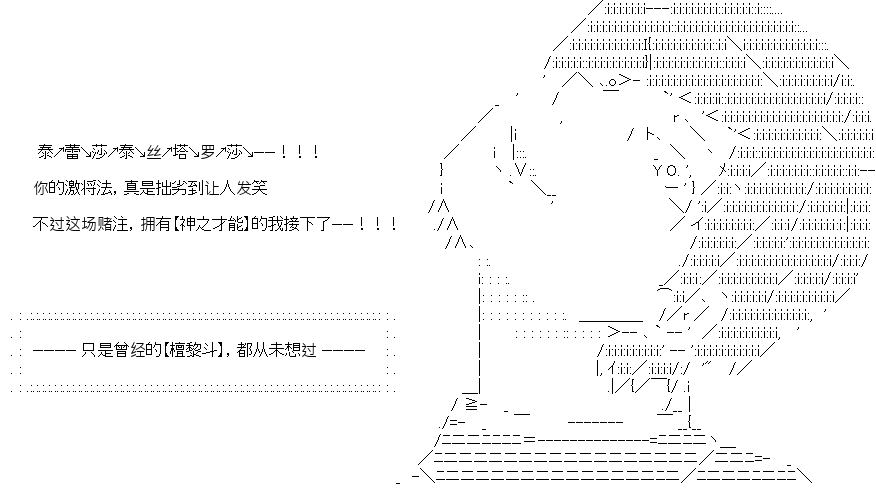 泰↗蕾↘莎↗泰↘丝↗塔↘罗↗莎↘——！！！
你的激将法，真是拙劣到让人发笑
不过这场赌注，拥有【神之才能】的我接下了——！！！
———— 只是曾经的【檀黎斗】，都从未想过 ————